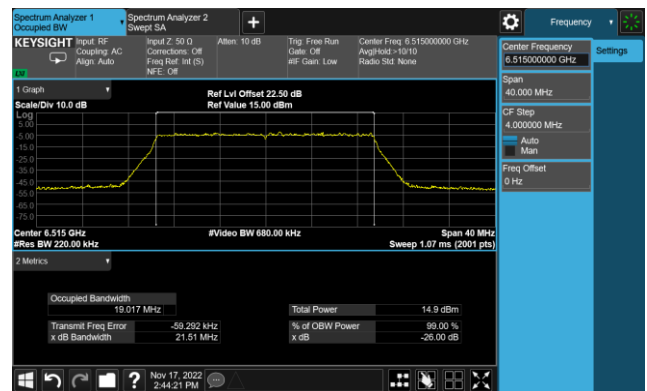 Spectrum Analyzer 1
Occupied BW
Spectrum Analyzer 2
Swept SA
+
Frequency
KEYSIGHT
LU
Input: RF
Coupling: AC
Align: Auto
Input Z: 50 Ω
Corrections: Off
Freq Ref: Int (S)
NFE: Off
Atten: 10 dB
Trig: Free Run
Gate: Off
#IF Gain: Low
Center Freq: 6.515000000 GHz
Avg|Hold:>10/10
Radio Std: None
Center Frequency
6.515000000 GHz
Settings
Span
40.000 MHz
CF Step
4.000000 MHz
Auto
Man
Freq Offset
0 Hz
1 Graph
Scale/Div 10.0 dB
Ref Lvl Offset 22.50 dB
Ref Value 15.00 dBm
Log
5.00
-5.00
-15.0
-25.0
-35.0
-45.0
-55.0
-65.0
-75.0
Center 6.515 GHz
#Video BW 680.00 kHz
Span 40 MHz
#Res BW 220.00 kHz
Sweep 1.07 ms (2001 pts)
2 Metrics
Occupied Bandwidth
19.017 MHz
Total Power 14.9 dBm
Transmit Freq Error -59.292 kHz
% of OBW Power 99.00 %
x dB Bandwidth 21.51 MHz
x dB -26.00 dB
?
Nov 17, 2022
2:44:21 PM